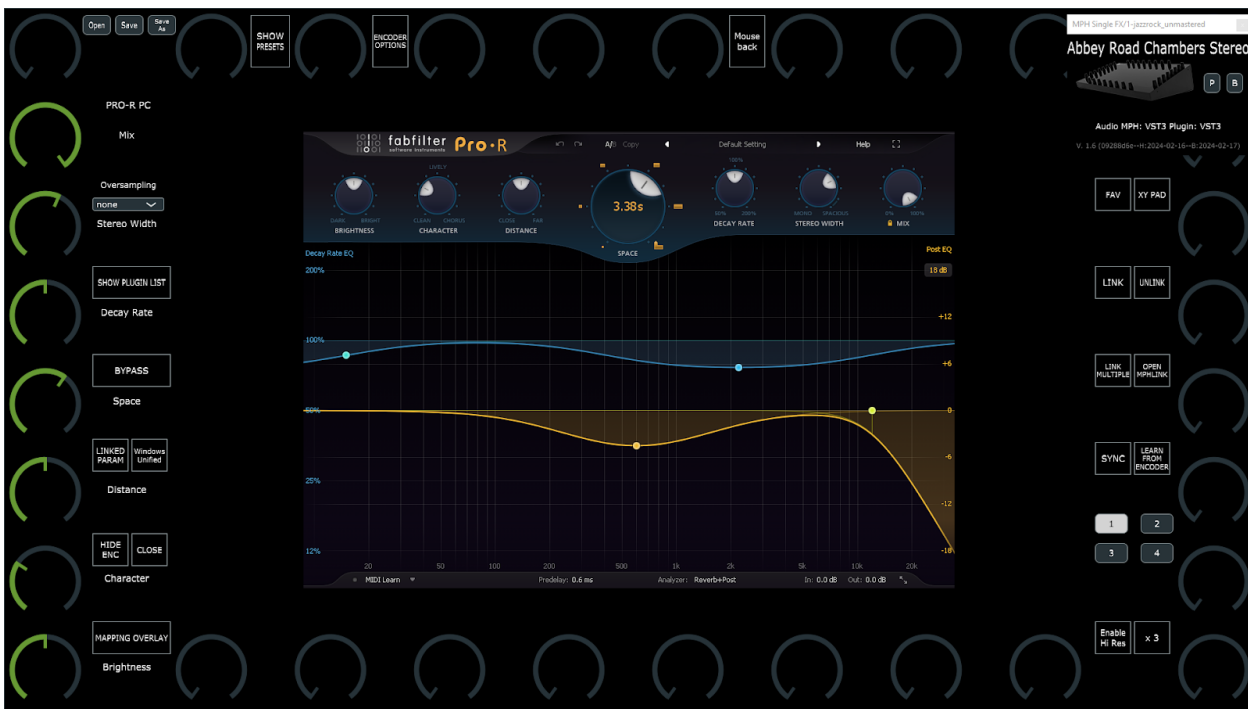 Open Save Save As
SHOW PRESETS
ENCODER OPTIONS
Mouse back
MPH Single FX/1-jazzrock_unmastered
Abbey Road Chambers Stereo
P B
Audio MPH: VST3 Plugin: VST3
V. 1.6 (09288d6e--H:2024-02-16--B:2024-02-17)
PRO-R PC
Mix
Oversampling
none
Stereo Width
SHOW PLUGIN LIST
Decay Rate
BYPASS
Space
LINKED PARAM
Windows Unified
Distance
HIDE ENC
CLOSE
Character
MAPPING OVERLAY
Brightness
fabfilter Pro·R
software instruments
A/B Copy
Default Setting
Help
DARK BRIGHT
BRIGHTNESS
LIVELY
CLEAN CHORUS
CHARACTER
CLOSE FAR
DISTANCE
3.38s
SPACE
100%
50% 200%
DECAY RATE
MONO SPACIOUS
STEREO WIDTH
0% 100%
MIX
Decay Rate EQ
Post EQ
200%
18 dB
+12
100%
+6
50%
0
-6
25%
-12
12%
-18
20 50 100 200 500 1k 2k 5k 10k 20k
MIDI Learn
Predelay: 0.6 ms
Analyzer: Reverb+Post
In: 0.0 dB Out: 0.0 dB
FAV
XY PAD
LINK
UNLINK
LINK MULTIPLE
OPEN MPHLINK
SYNC
LEARN FROM ENCODER
1 2
3 4
Enable Hi Res
x 3